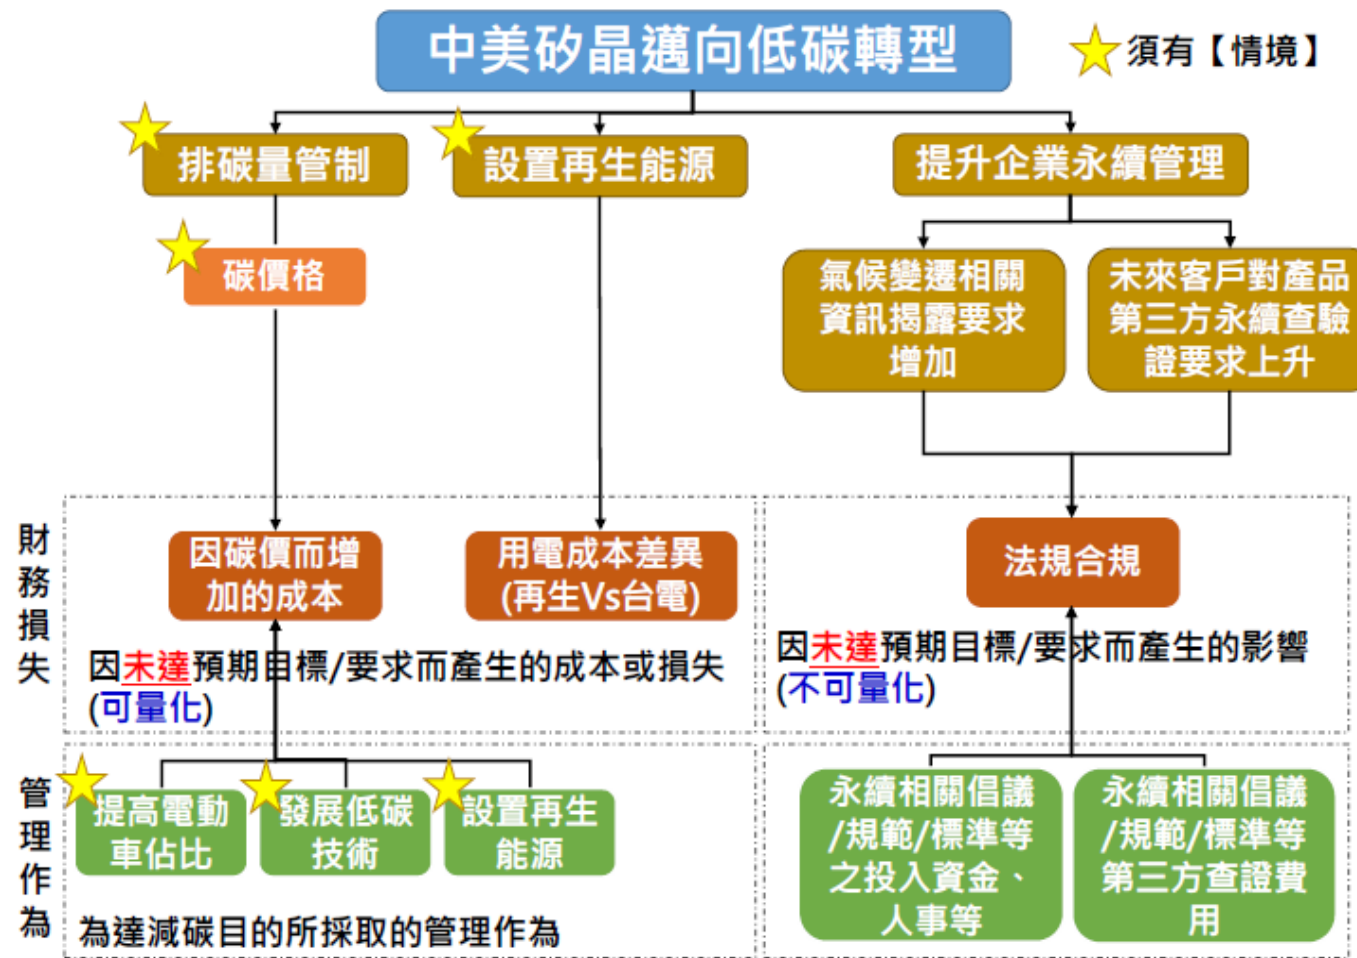 中美矽晶邁向低碳轉型
須有【情境】
排碳量管制
設置再生能源
提升企業永續管理
碳價格
氣候變遷相關
資訊揭露要求
增加
未來客戶對產品
第三方永續查驗
證要求上升
財務損失
因碳價而增
加的成本
用電成本差異
(再生Vs台電)
法規合規
因未達預期目標/要求而產生的成本或損失
(可量化)
因未達預期目標/要求而產生的影響
(不可量化)
管理作為
提高電動
車佔比
發展低碳
技術
設置再生
能源
永續相關倡議
/規範/標準等
之投入資金、
人事等
永續相關倡議
/規範/標準等
第三方查證費
用
為達減碳目的所採取的管理作為